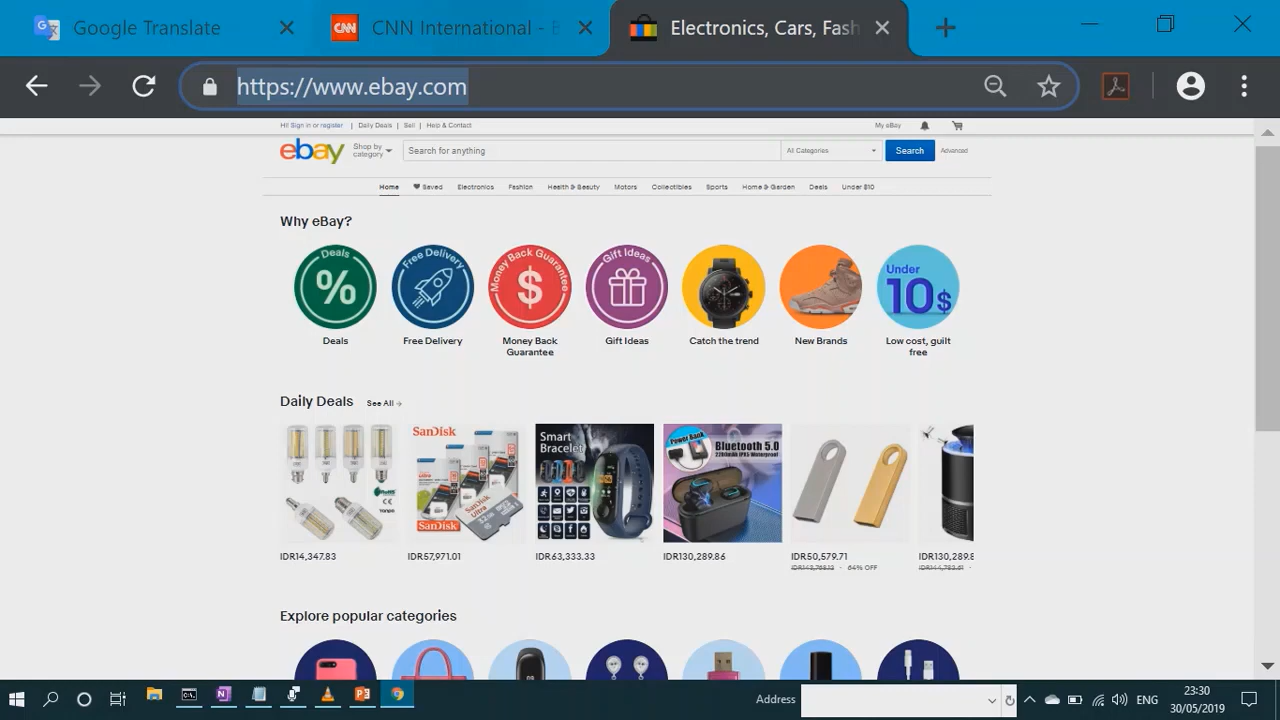 Google Translate
CNN
CNN International - B
Electronics, Cars, Fash
https://www.ebay.com
Hi! Sign in or register | Daily Deals | Sell | Help & Contact
My eBay
ebay
Shop by category
Search for anything
All Categories
Search
Advanced
Home Saved Electronics Fashion Health & Beauty Motors Collectibles Sports Home & Garden Deals Under $10
Why eBay?
Deals
%
Free Delivery
Money Back Guarantee
$
Gift Ideas
Under
10$
Deals
Free Delivery
Money Back Guarantee
Gift Ideas
Catch the trend
New Brands
Low cost, guilt free
Daily Deals See All →
SanDisk
SanDisk
SanDisk
Ultra
Smart
Bracelet
Power Bank
Bluetooth 5.0
IDR14,347.83
IDR57,971.01
IDR63,333.33
IDR130,289.86
IDR50,579.71
64% OFF
IDR130,289.8
Explore popular categories
Address
ENG
23:30
30/05/2019